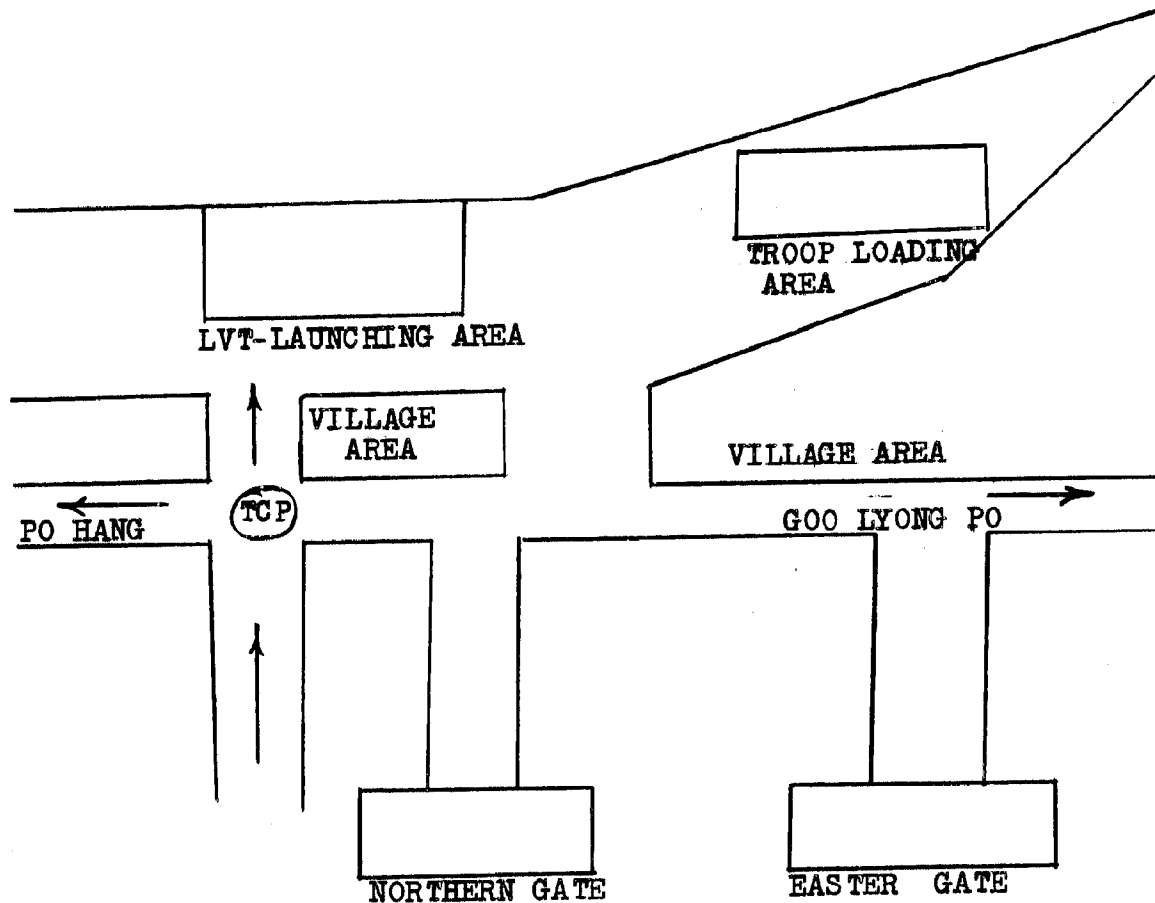 TROOP LOADING
AREA
LVT-LAUNCHING AREA
VILLAGE
AREA
VILLAGE AREA
TCP
PO HANG
GOO LYONG PO
NORTHERN GATE
EASTER GATE